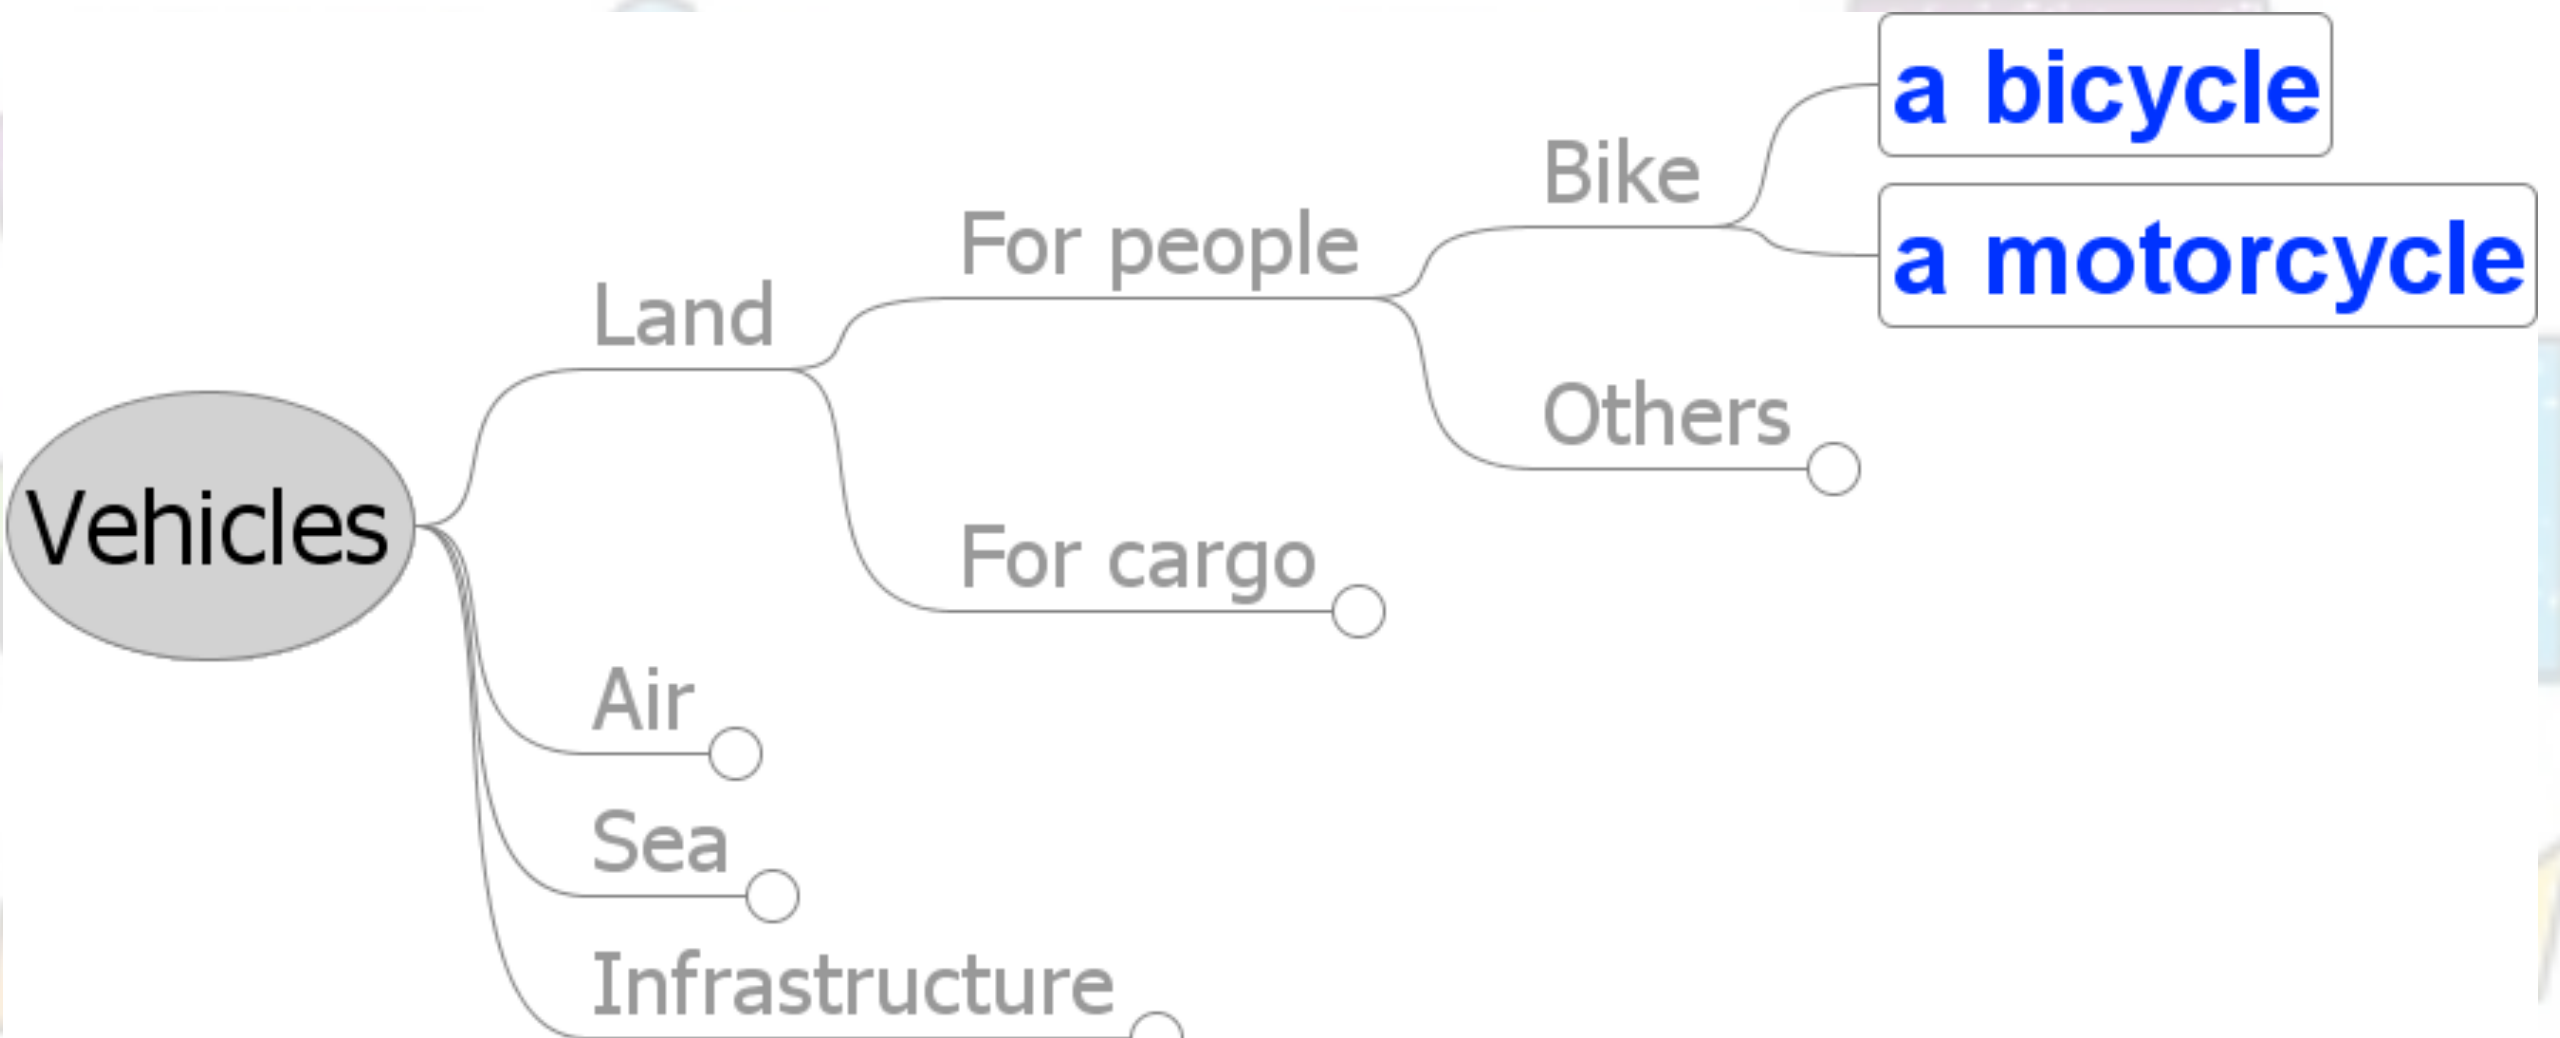 a bicycle
Bike
a motorcycle
For people
Land
Others
Vehicles
For cargo
Air
Sea
Infrastructure